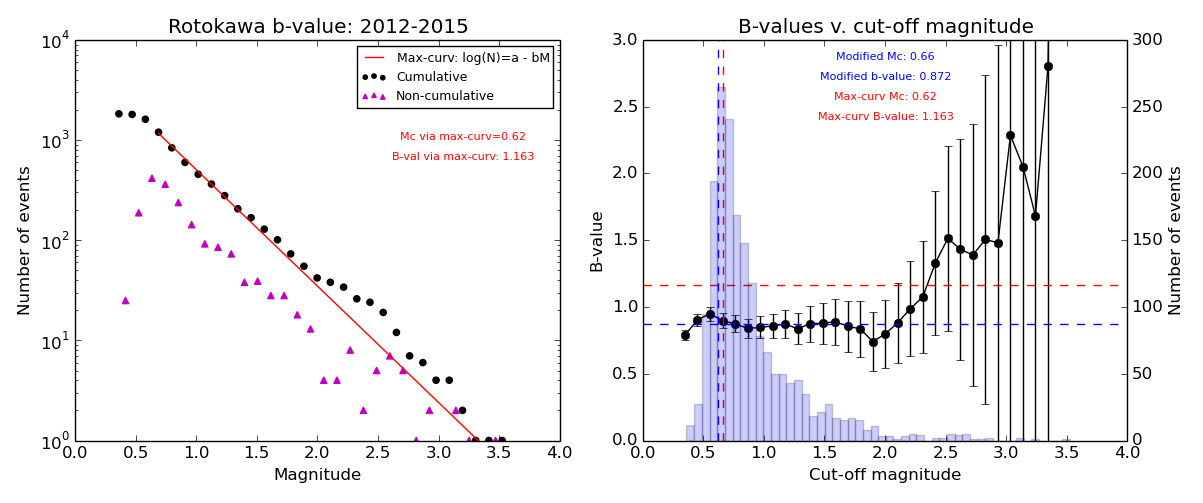 Rotokawa b-value: 2012-2015
Number of events
10^4
10^3
10^2
10^1
10^0
Max-curv: log(N)=a - bM
Cumulative
Non-cumulative
Mc via max-curv=0.62
B-val via max-curv: 1.163
0.0 0.5 1.0 1.5 2.0 2.5 3.0 3.5 4.0
Magnitude
B-values v. cut-off magnitude
B-value
3.0
2.5
2.0
1.5
1.0
0.5
0.0
Modified Mc: 0.66
Modified b-value: 0.872
Max-curv Mc: 0.62
Max-curv B-value: 1.163
300
250
200
150
100
50
0
Number of events
0.0 0.5 1.0 1.5 2.0 2.5 3.0 3.5 4.0
Cut-off magnitude